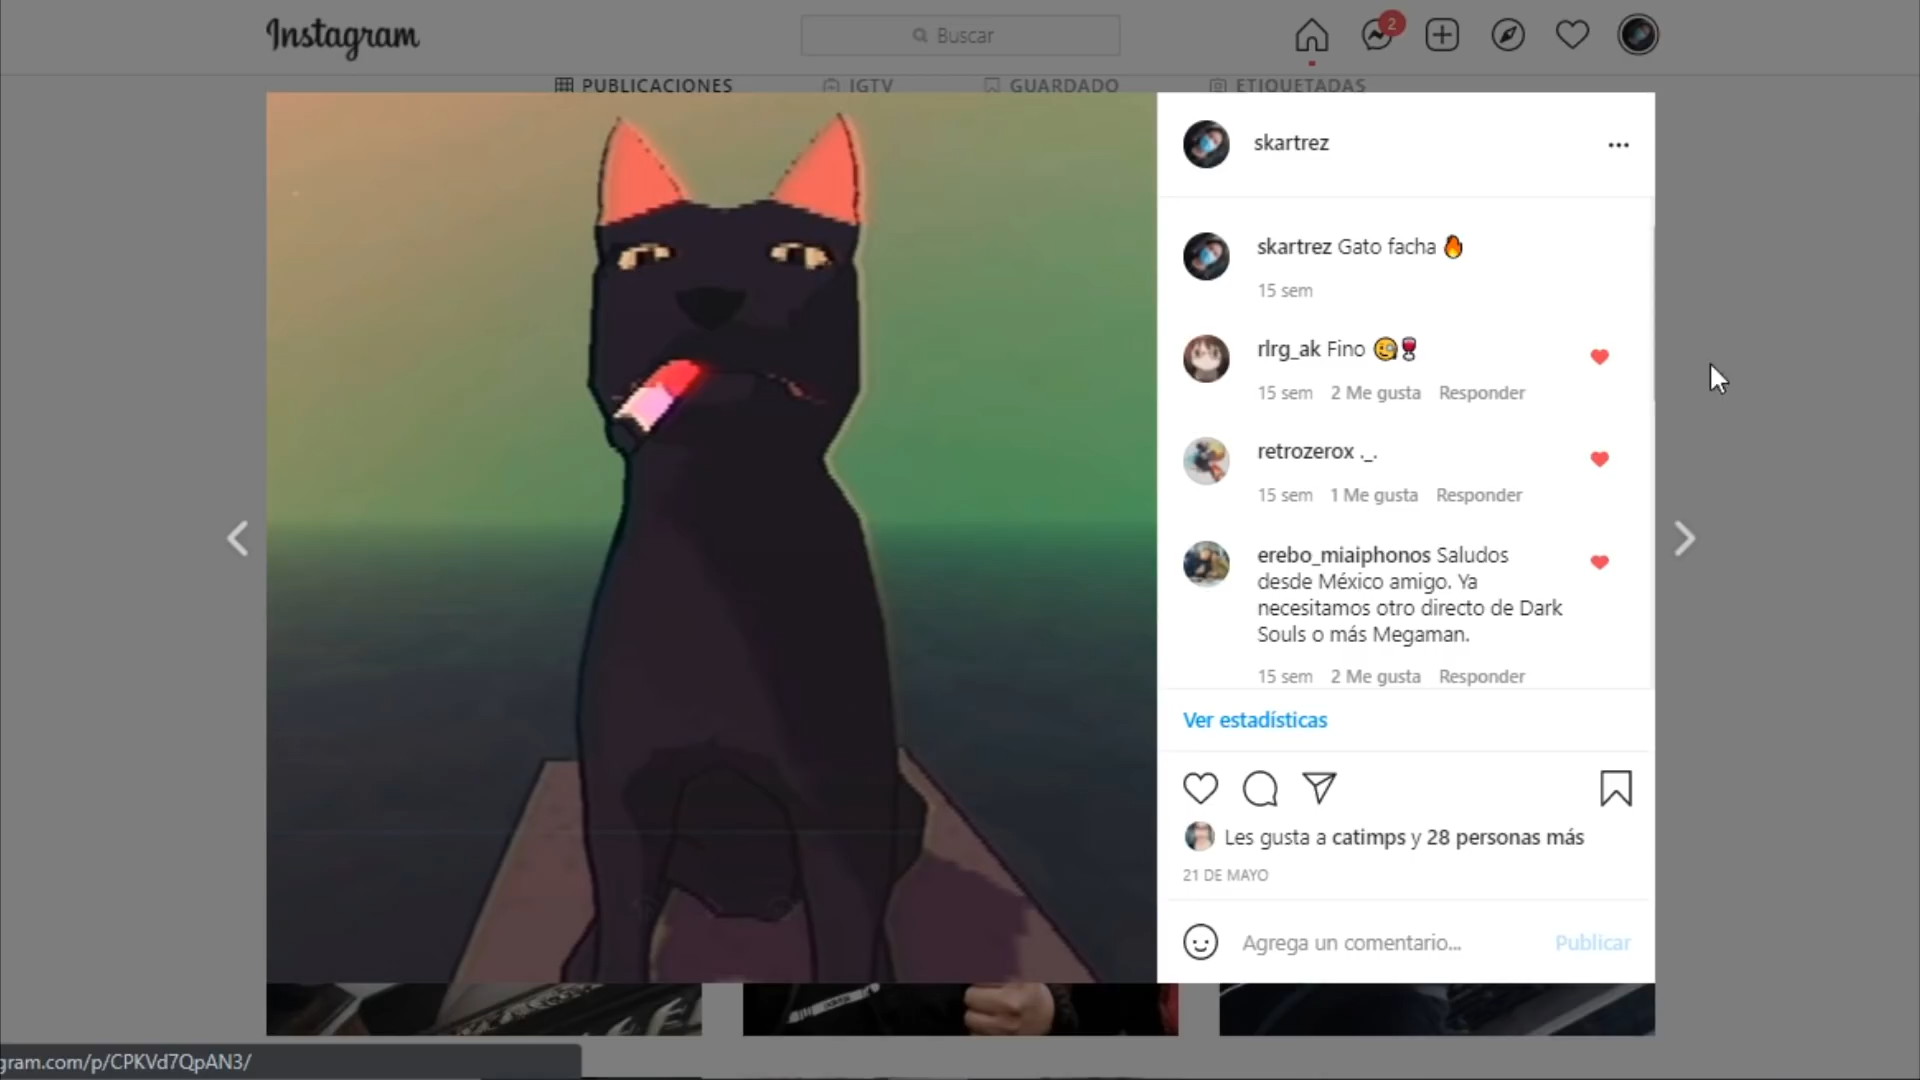 Instagram
Buscar
2
PUBLICACIONES
IGTV
GUARDADO
ETIQUETADAS
skartrez
skartrez Gato facha 🔥
15 sem
rlrg_ak Fino 🧐🍷
15 sem 2 Me gusta Responder
retrozerox ._.
15 sem 1 Me gusta Responder
erebo_miaiphonos Saludos
desde México amigo. Ya
necesitamos otro directo de Dark
Souls o más Megaman.
15 sem 2 Me gusta Responder
Ver estadísticas
Les gusta a catimps y 28 personas más
21 DE MAYO
Agrega un comentario...
Publicar
gram.com/p/CPKVd7QpAN3/